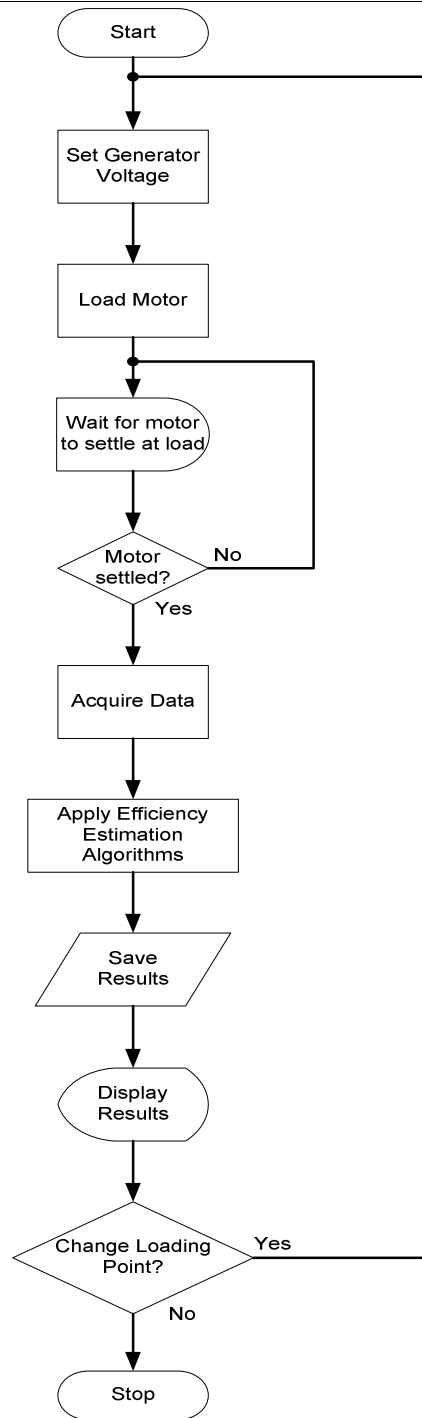 Start
Set Generator
Voltage
Load Motor
Wait for motor
to settle at load
Motor
settled?
No
Yes
Acquire Data
Apply Efficiency
Estimation
Algorithms
Save
Results
Display
Results
Change Loading
Point?
Yes
No
Stop